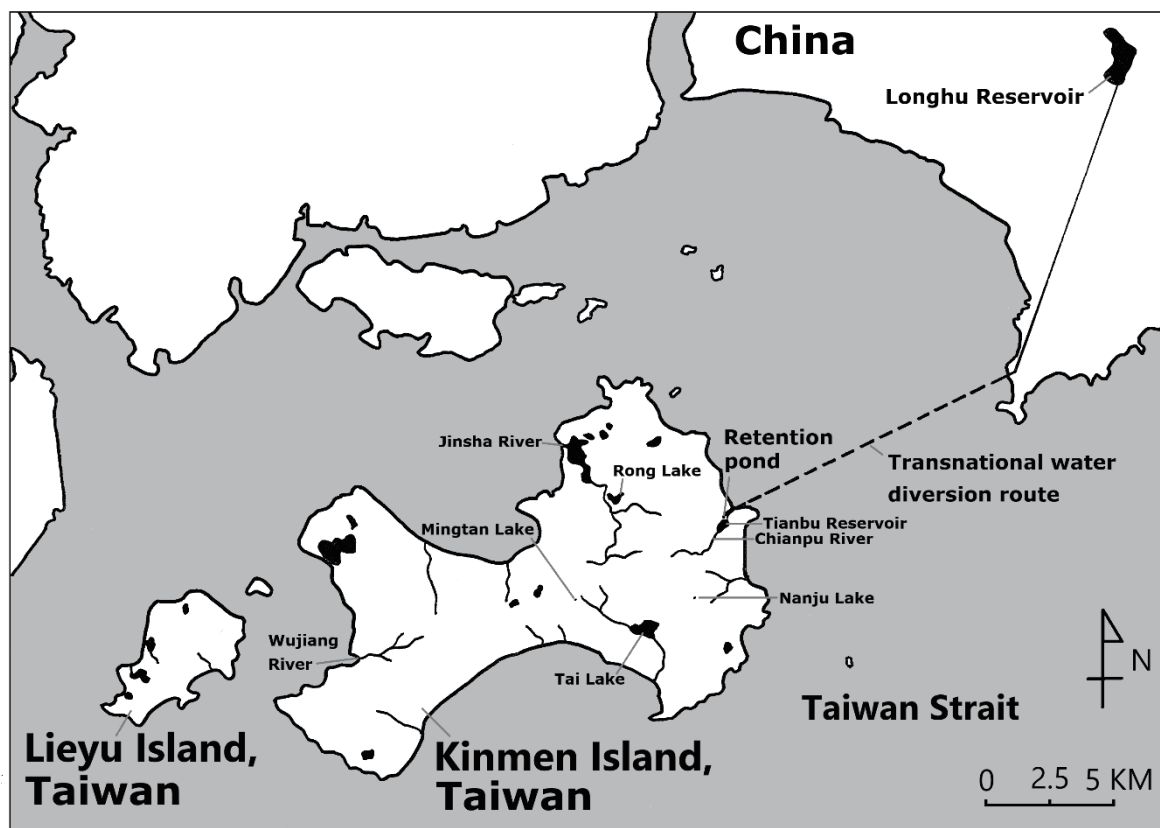 China
Longhu Reservoir
Jinsha River
Retention
pond
Rong Lake
Transnational water
diversion route
Mingtan Lake
Tianbu Reservoir
Chianpu River
Nanju Lake
Wujiang
River
Tai Lake
N
Taiwan Strait
Lieyu Island,
Taiwan
Kinmen Island,
Taiwan
0 2.5 5 KM